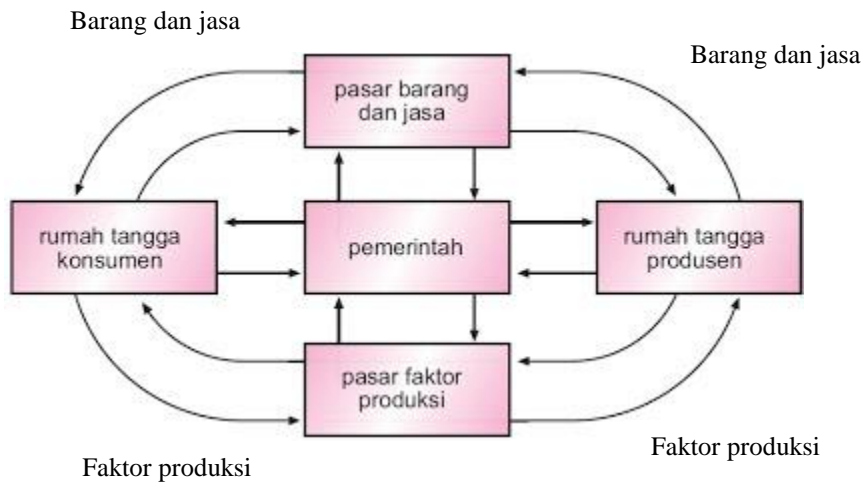 Barang dan jasa
Barang dan jasa
pasar barang
dan jasa
rumah tangga
konsumen
pemerintah
rumah tangga
produsen
pasar faktor
produksi
Faktor produksi
Faktor produksi